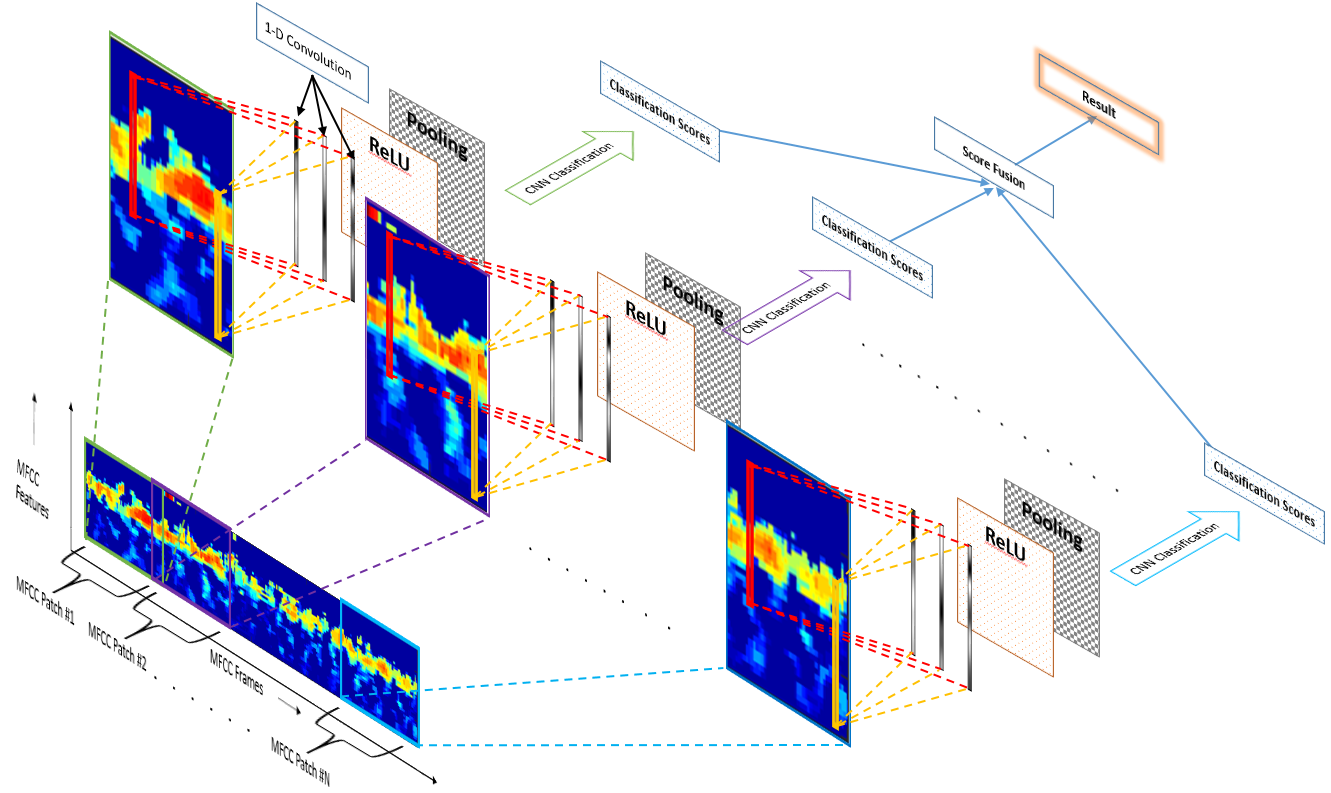 1-D Convolution
ReLU
Pooling
CNN Classification
Classification Scores
Score Fusion
Result
ReLU
Pooling
CNN Classification
Classification Scores
ReLU
Pooling
CNN Classification
Classification Scores
MFCC
Features
MFCC Patch #1
MFCC Patch #2
MFCC Frames
MFCC Patch #N